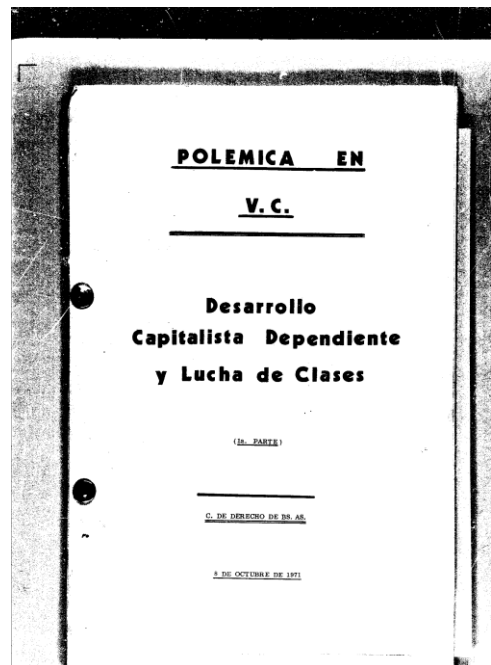 POLEMICA EN
V. C.
Desarrollo
Capitalista Dependiente
y Lucha de Clases
(1a. PARTE)
C. DE DERECHO DE BS. AS.
8 DE OCTUBRE DE 1971